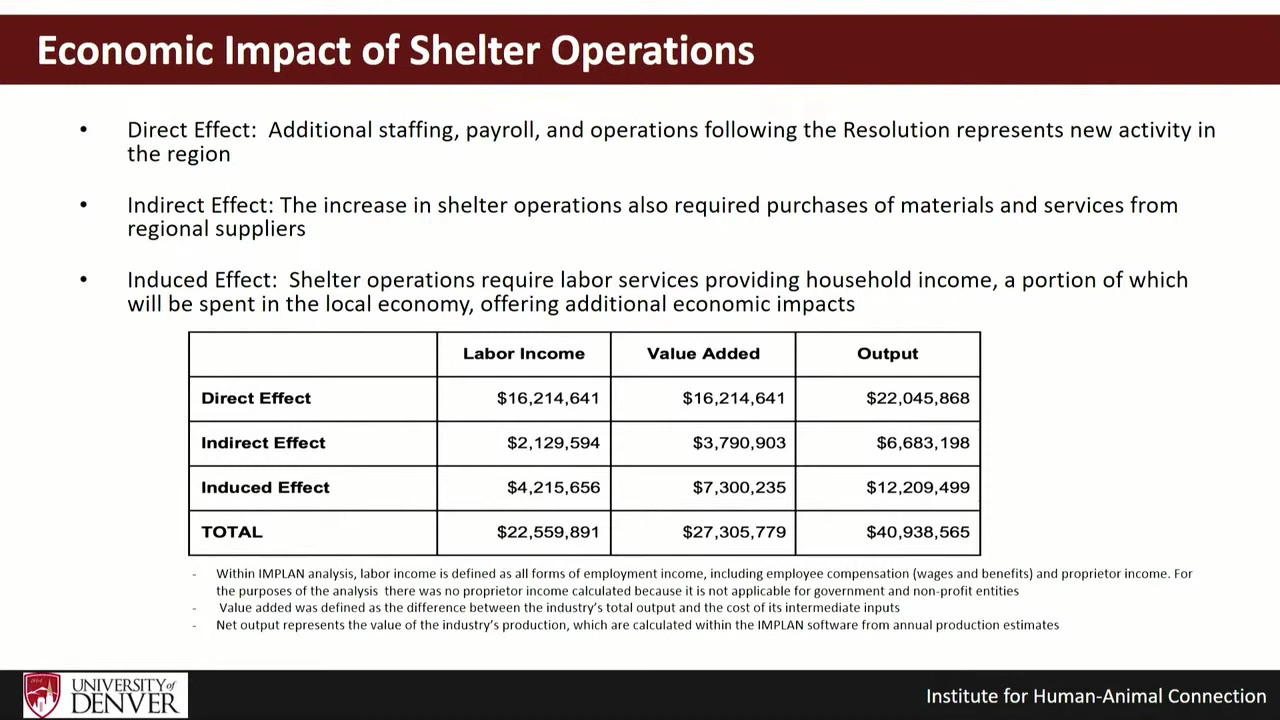 Economic Impact of Shelter Operations
• Direct Effect:  Additional staffing, payroll, and operations following the Resolution represents new activity in
the region
• Indirect Effect: The increase in shelter operations also required purchases of materials and services from
regional suppliers
• Induced Effect:  Shelter operations require labor services providing household income, a portion of which
will be spent in the local economy, offering additional economic impacts
Labor Income Value Added Output
Direct Effect $16,214,641 $16,214,641 $22,045,868
Indirect Effect $2,129,594 $3,790,903 $6,683,198
Induced Effect $4,215,656 $7,300,235 $12,209,499
TOTAL $22,559,891 $27,305,779 $40,938,565
- Within IMPLAN analysis, labor income is defined as all forms of employment income, including employee compensation (wages and benefits) and proprietor income. For
the purposes of the analysis  there was no proprietor income calculated because it is not applicable for government and non-profit entities
- Value added was defined as the difference between the industry's total output and the cost of its intermediate inputs
- Net output represents the value of the industry's production, which are calculated within the IMPLAN software from annual production estimates
UNIVERSITY of
DENVER
Institute for Human-Animal Connection